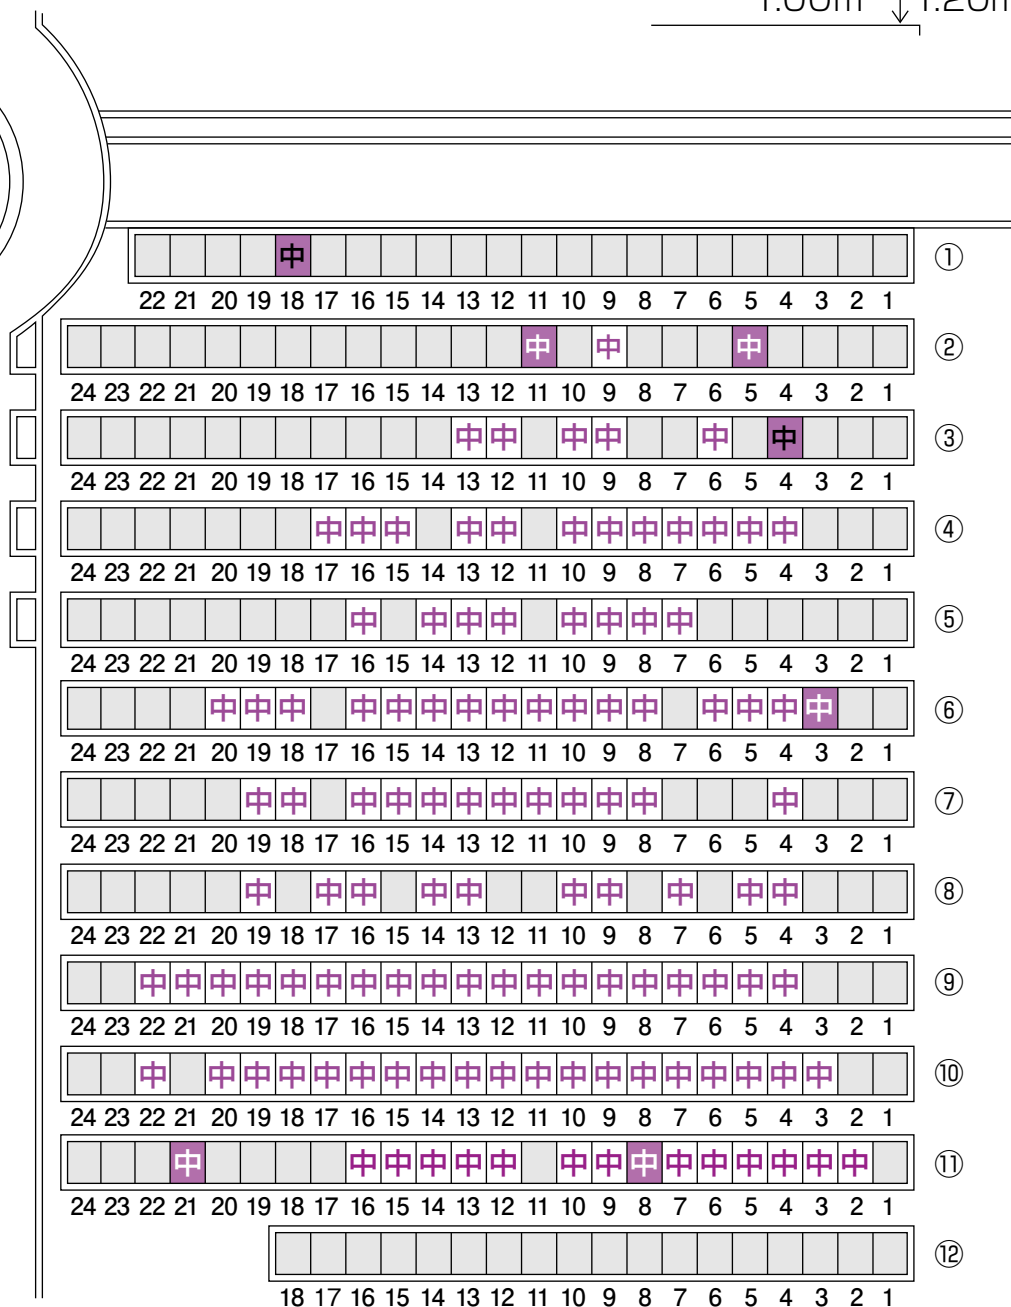 中 ①
22 21 20 19 18 17 16 15 14 13 12 11 10 9 8 7 6 5 4 3 2 1
中 中 中 ②
24 23 22 21 20 19 18 17 16 15 14 13 12 11 10 9 8 7 6 5 4 3 2 1
中 中 中 中 中 中 ③
24 23 22 21 20 19 18 17 16 15 14 13 12 11 10 9 8 7 6 5 4 3 2 1
中 中 中 中 中 中 中 中 中 中 中 中 ④
24 23 22 21 20 19 18 17 16 15 14 13 12 11 10 9 8 7 6 5 4 3 2 1
中 中 中 中 中 中 中 中 ⑤
24 23 22 21 20 19 18 17 16 15 14 13 12 11 10 9 8 7 6 5 4 3 2 1
中 中 中 中 中 中 中 中 中 中 中 中 中 中 中 中 ⑥
24 23 22 21 20 19 18 17 16 15 14 13 12 11 10 9 8 7 6 5 4 3 2 1
中 中 中 中 中 中 中 中 中 中 中 中 ⑦
24 23 22 21 20 19 18 17 16 15 14 13 12 11 10 9 8 7 6 5 4 3 2 1
中 中 中 中 中 中 中 中 中 中 ⑧
24 23 22 21 20 19 18 17 16 15 14 13 12 11 10 9 8 7 6 5 4 3 2 1
中 中 中 中 中 中 中 中 中 中 中 中 中 中 中 中 中 中 中 ⑨
24 23 22 21 20 19 18 17 16 15 14 13 12 11 10 9 8 7 6 5 4 3 2 1
中 中 中 中 中 中 中 中 中 中 中 中 中 中 中 中 中 中 中 ⑩
24 23 22 21 20 19 18 17 16 15 14 13 12 11 10 9 8 7 6 5 4 3 2 1
中 中 中 中 中 中 中 中 中 中 中 中 中 中 中 ⑪
24 23 22 21 20 19 18 17 16 15 14 13 12 11 10 9 8 7 6 5 4 3 2 1
⑫
18 17 16 15 14 13 12 11 10 9 8 7 6 5 4 3 2 1